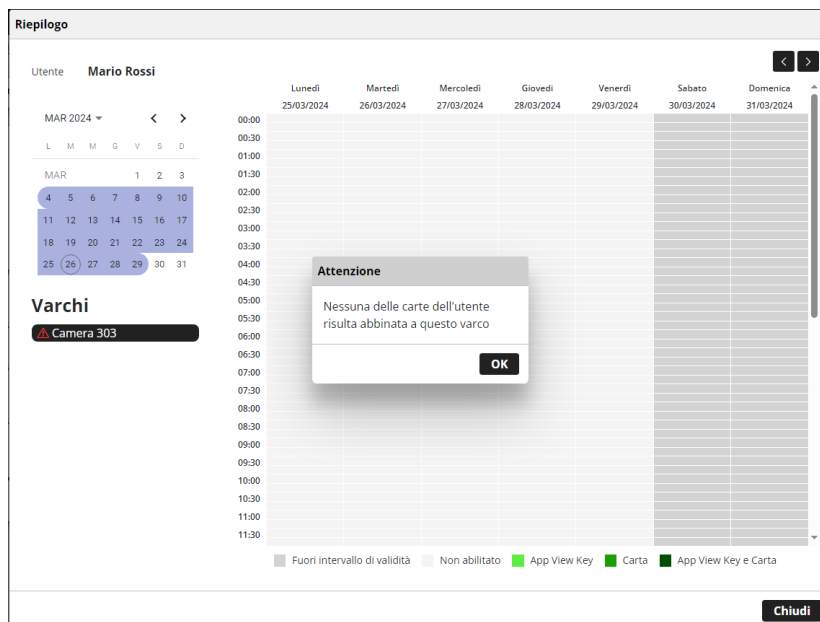 Riepilogo
Utente Mario Rossi
MAR 2024
L M M G V S D
MAR 1 2 3
4 5 6 7 8 9 10
11 12 13 14 15 16 17
18 19 20 21 22 23 24
25 26 27 28 29 30 31
Varchi
Camera 303
Lunedì Martedì Mercoledì Giovedì Venerdì Sabato Domenica
25/03/2024 26/03/2024 27/03/2024 28/03/2024 29/03/2024 30/03/2024 31/03/2024
00:00
00:30
01:00
01:30
02:00
02:30
03:00
03:30
04:00
04:30
05:00
05:30
06:00
06:30
07:00
07:30
08:00
08:30
09:00
09:30
10:00
10:30
11:00
11:30
Attenzione
Nessuna delle carte dell'utente
risulta abbinata a questo varco
OK
Fuori intervallo di validità Non abilitato App View Key Carta App View Key e Carta
Chiudi